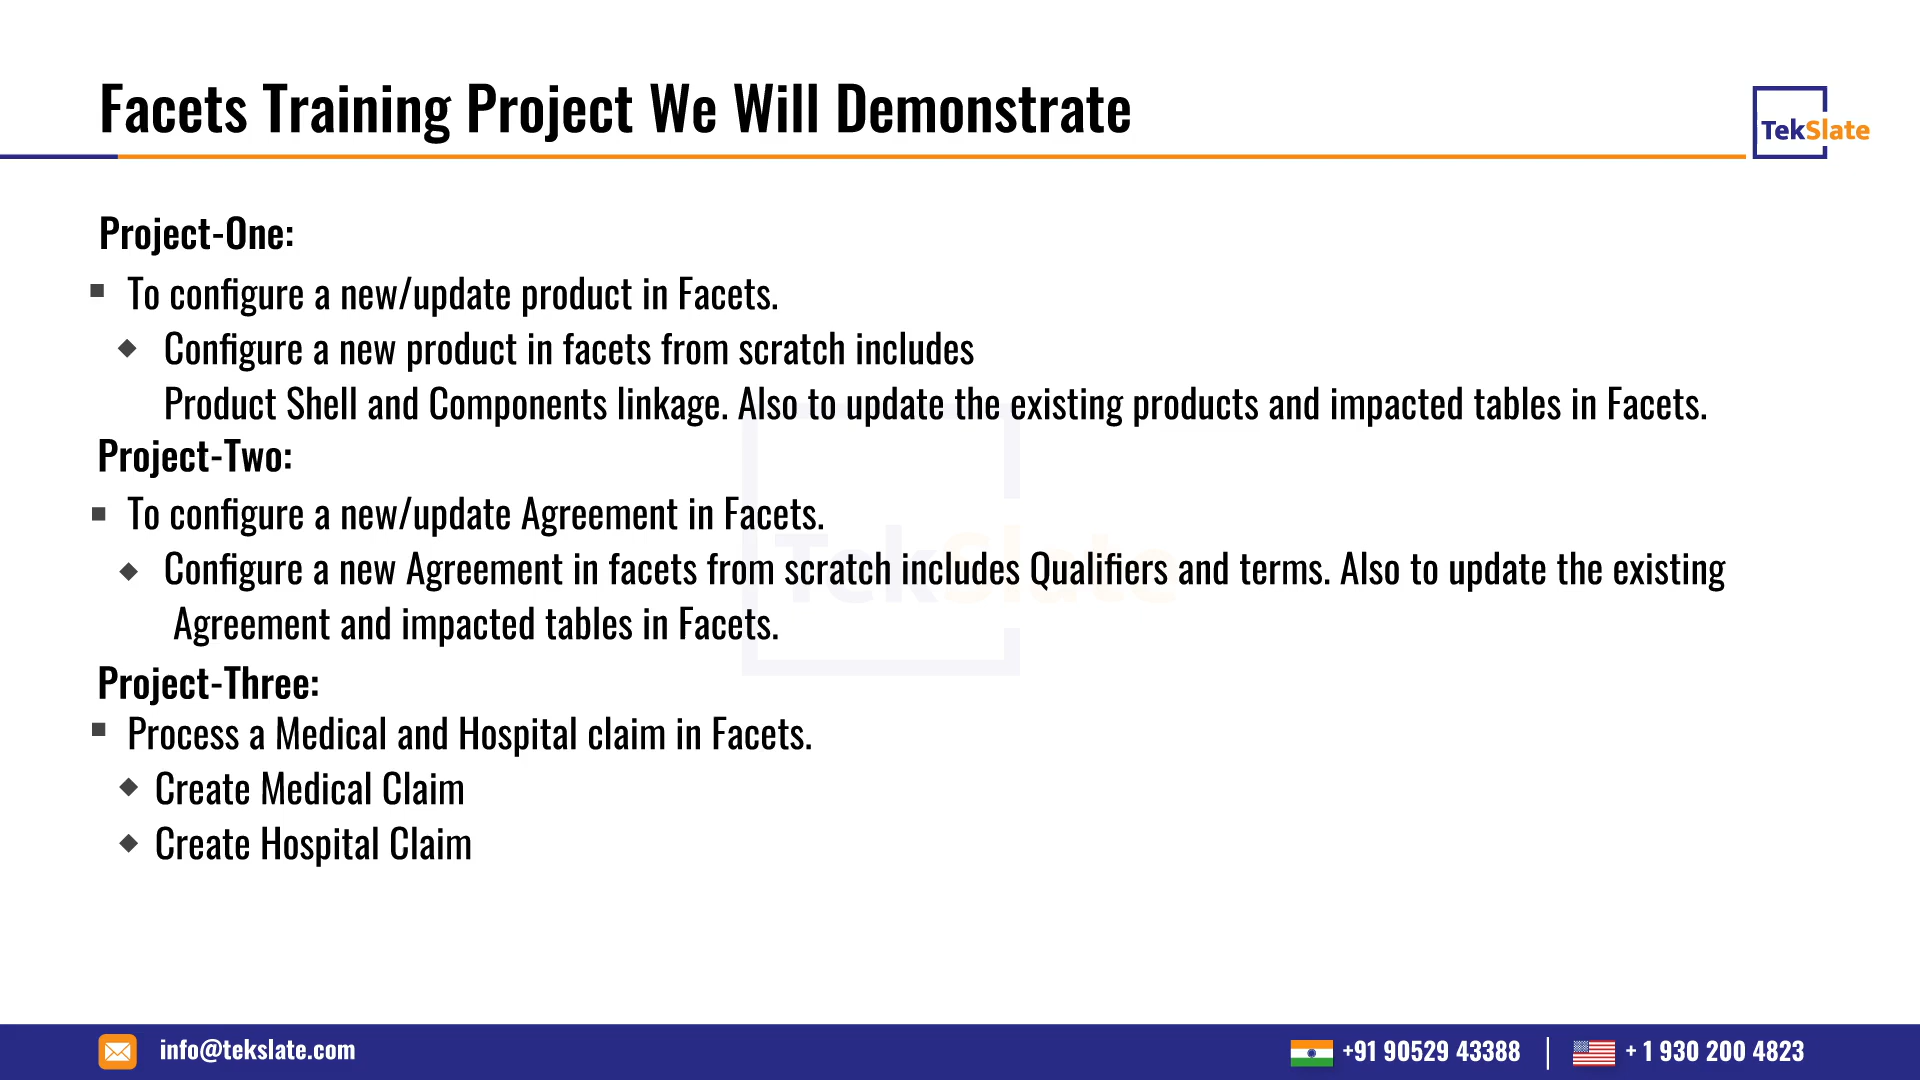 Facets Training Project We Will Demonstrate
TekSlate
Project-One:
To configure a new/update product in Facets.
Configure a new product in facets from scratch includes
Product Shell and Components linkage. Also to update the existing products and impacted tables in Facets.
Project-Two:
To configure a new/update Agreement in Facets.
Configure a new Agreement in facets from scratch includes Qualifiers and terms. Also to update the existing
Agreement and impacted tables in Facets.
TekSlate
Project-Three:
Process a Medical and Hospital claim in Facets.
Create Medical Claim
Create Hospital Claim
info@tekslate.com
+91 90529 43388
+ 1 930 200 4823